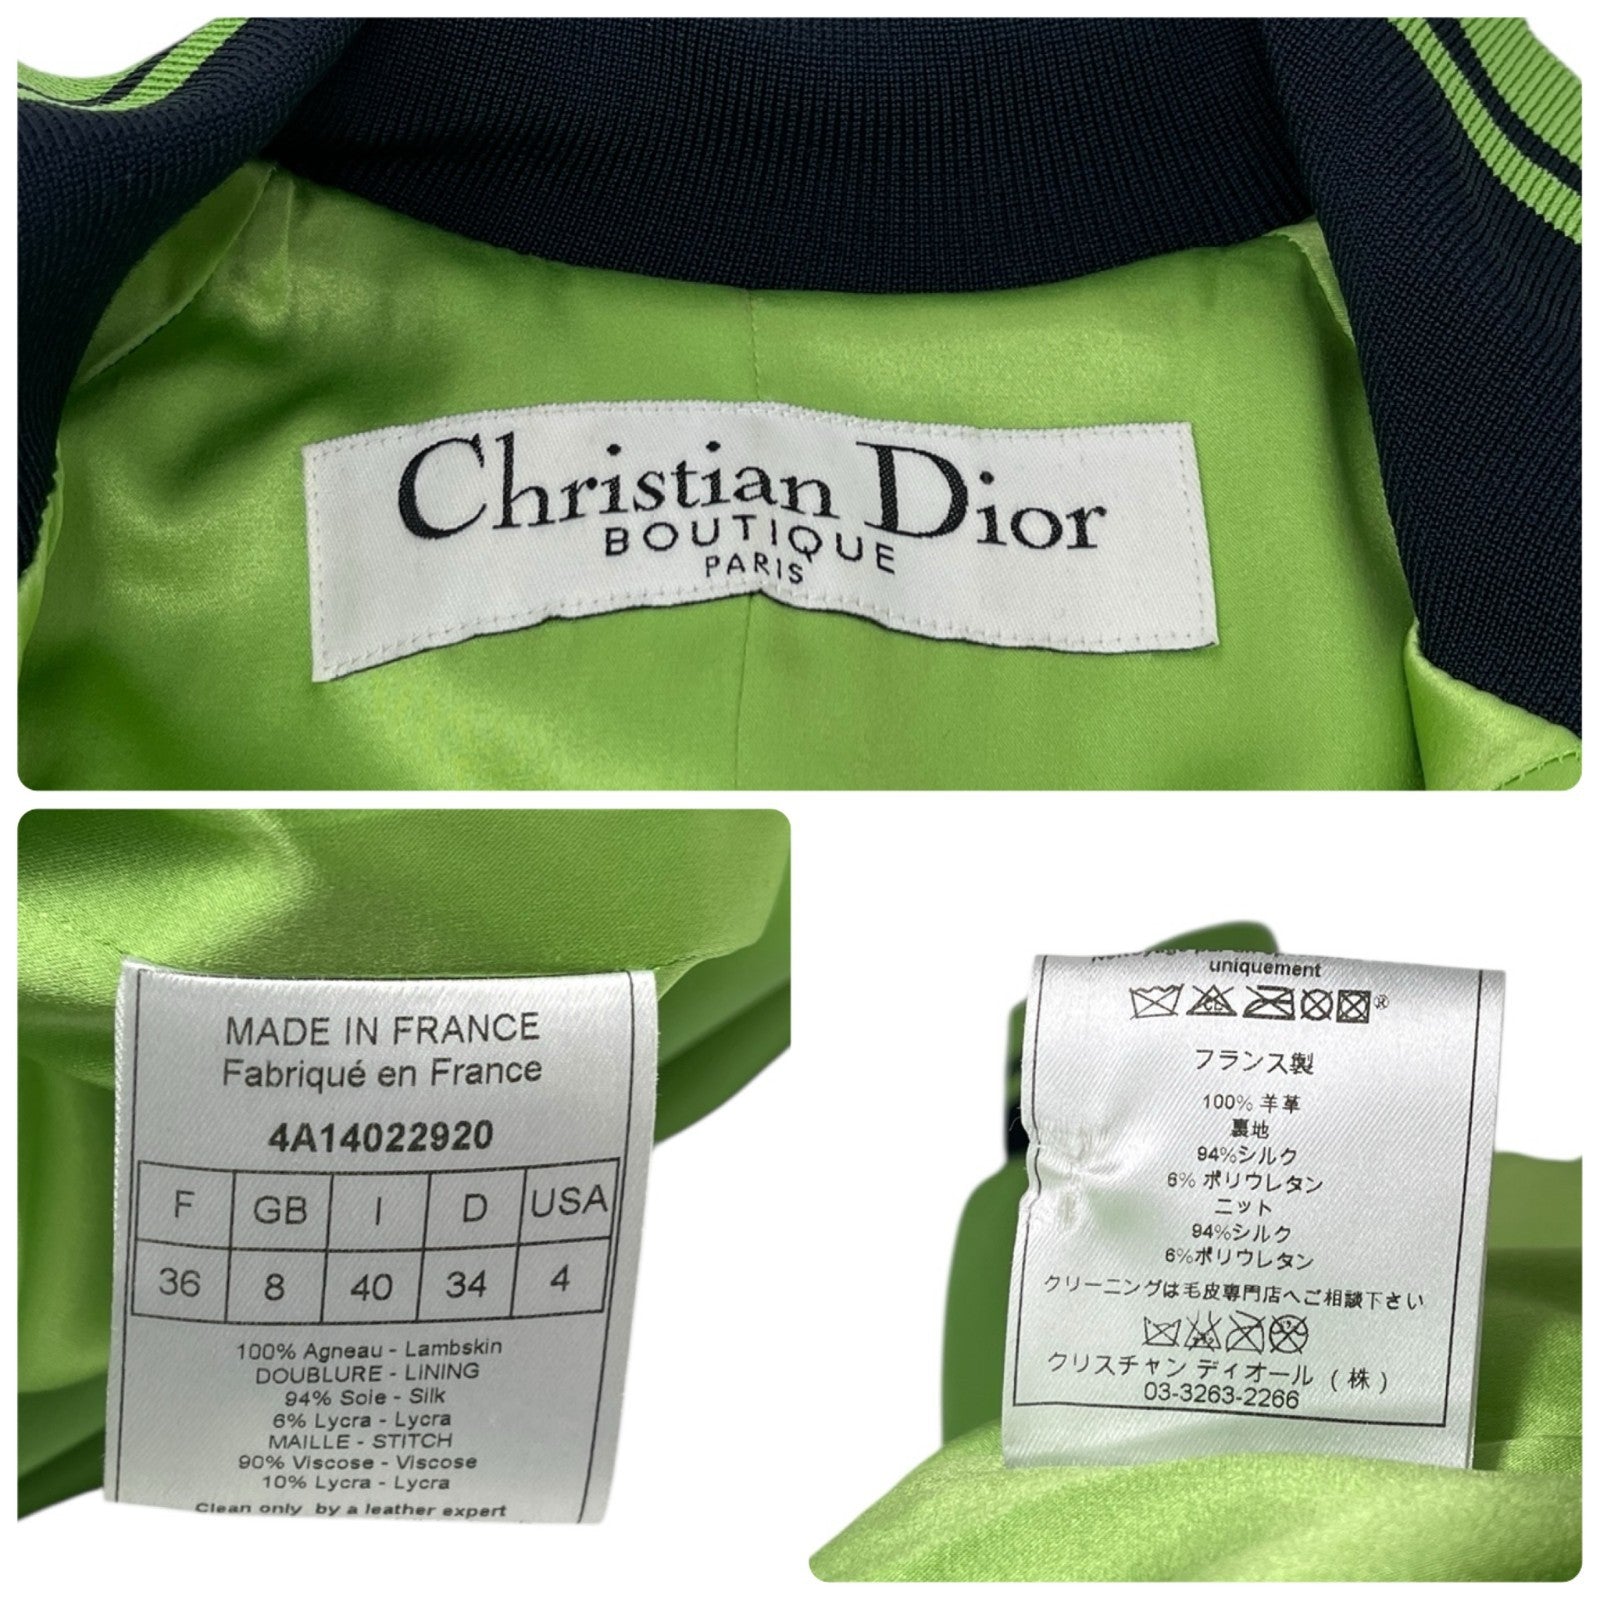 Christian Dior
BOUTIQUE
PARIS
MADE IN FRANCE
Fabriqué en France
4A14022920
F GB I D USA
36 8 40 34 4
100% Agneau - Lambskin
DOUBLURE - LINING
94% Soie - Silk
6% Lycra - Lycra
MAILLE - STITCH
90% Viscose - Viscose
10% Lycra - Lycra
Clean only by a leather expert
uniquement
フランス製
100% 羊革
裏地
94%シルク
6% ポリウレタン
ニット
94%シルク
6%ポリウレタン
クリーニングは毛皮専門店へご相談下さい
クリスチャン ディオール (株)
03-3263-2266